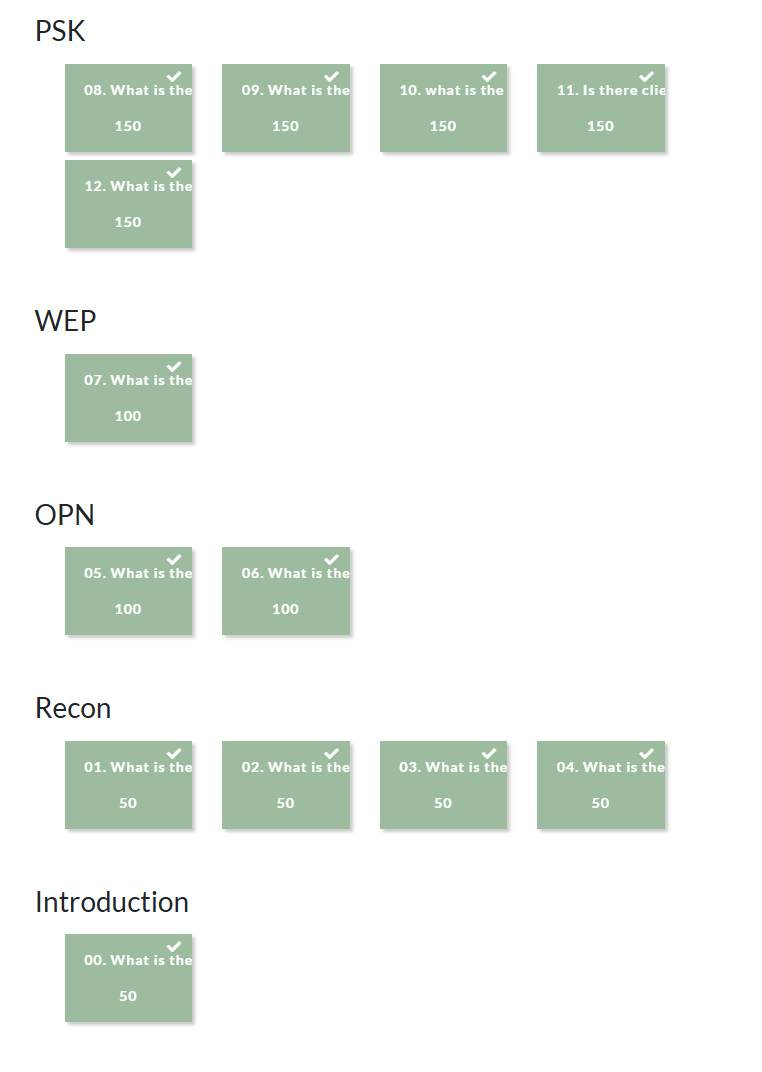 PSK
08. What is the
150
09. What is the
150
10. what is the
150
11. Is there clie
150
12. What is the
150
WEP
07. What is the
100
OPN
05. What is the
100
06. What is the
100
Recon
01. What is the
50
02. What is the
50
03. What is the
50
04. What is the
50
Introduction
00. What is the
50